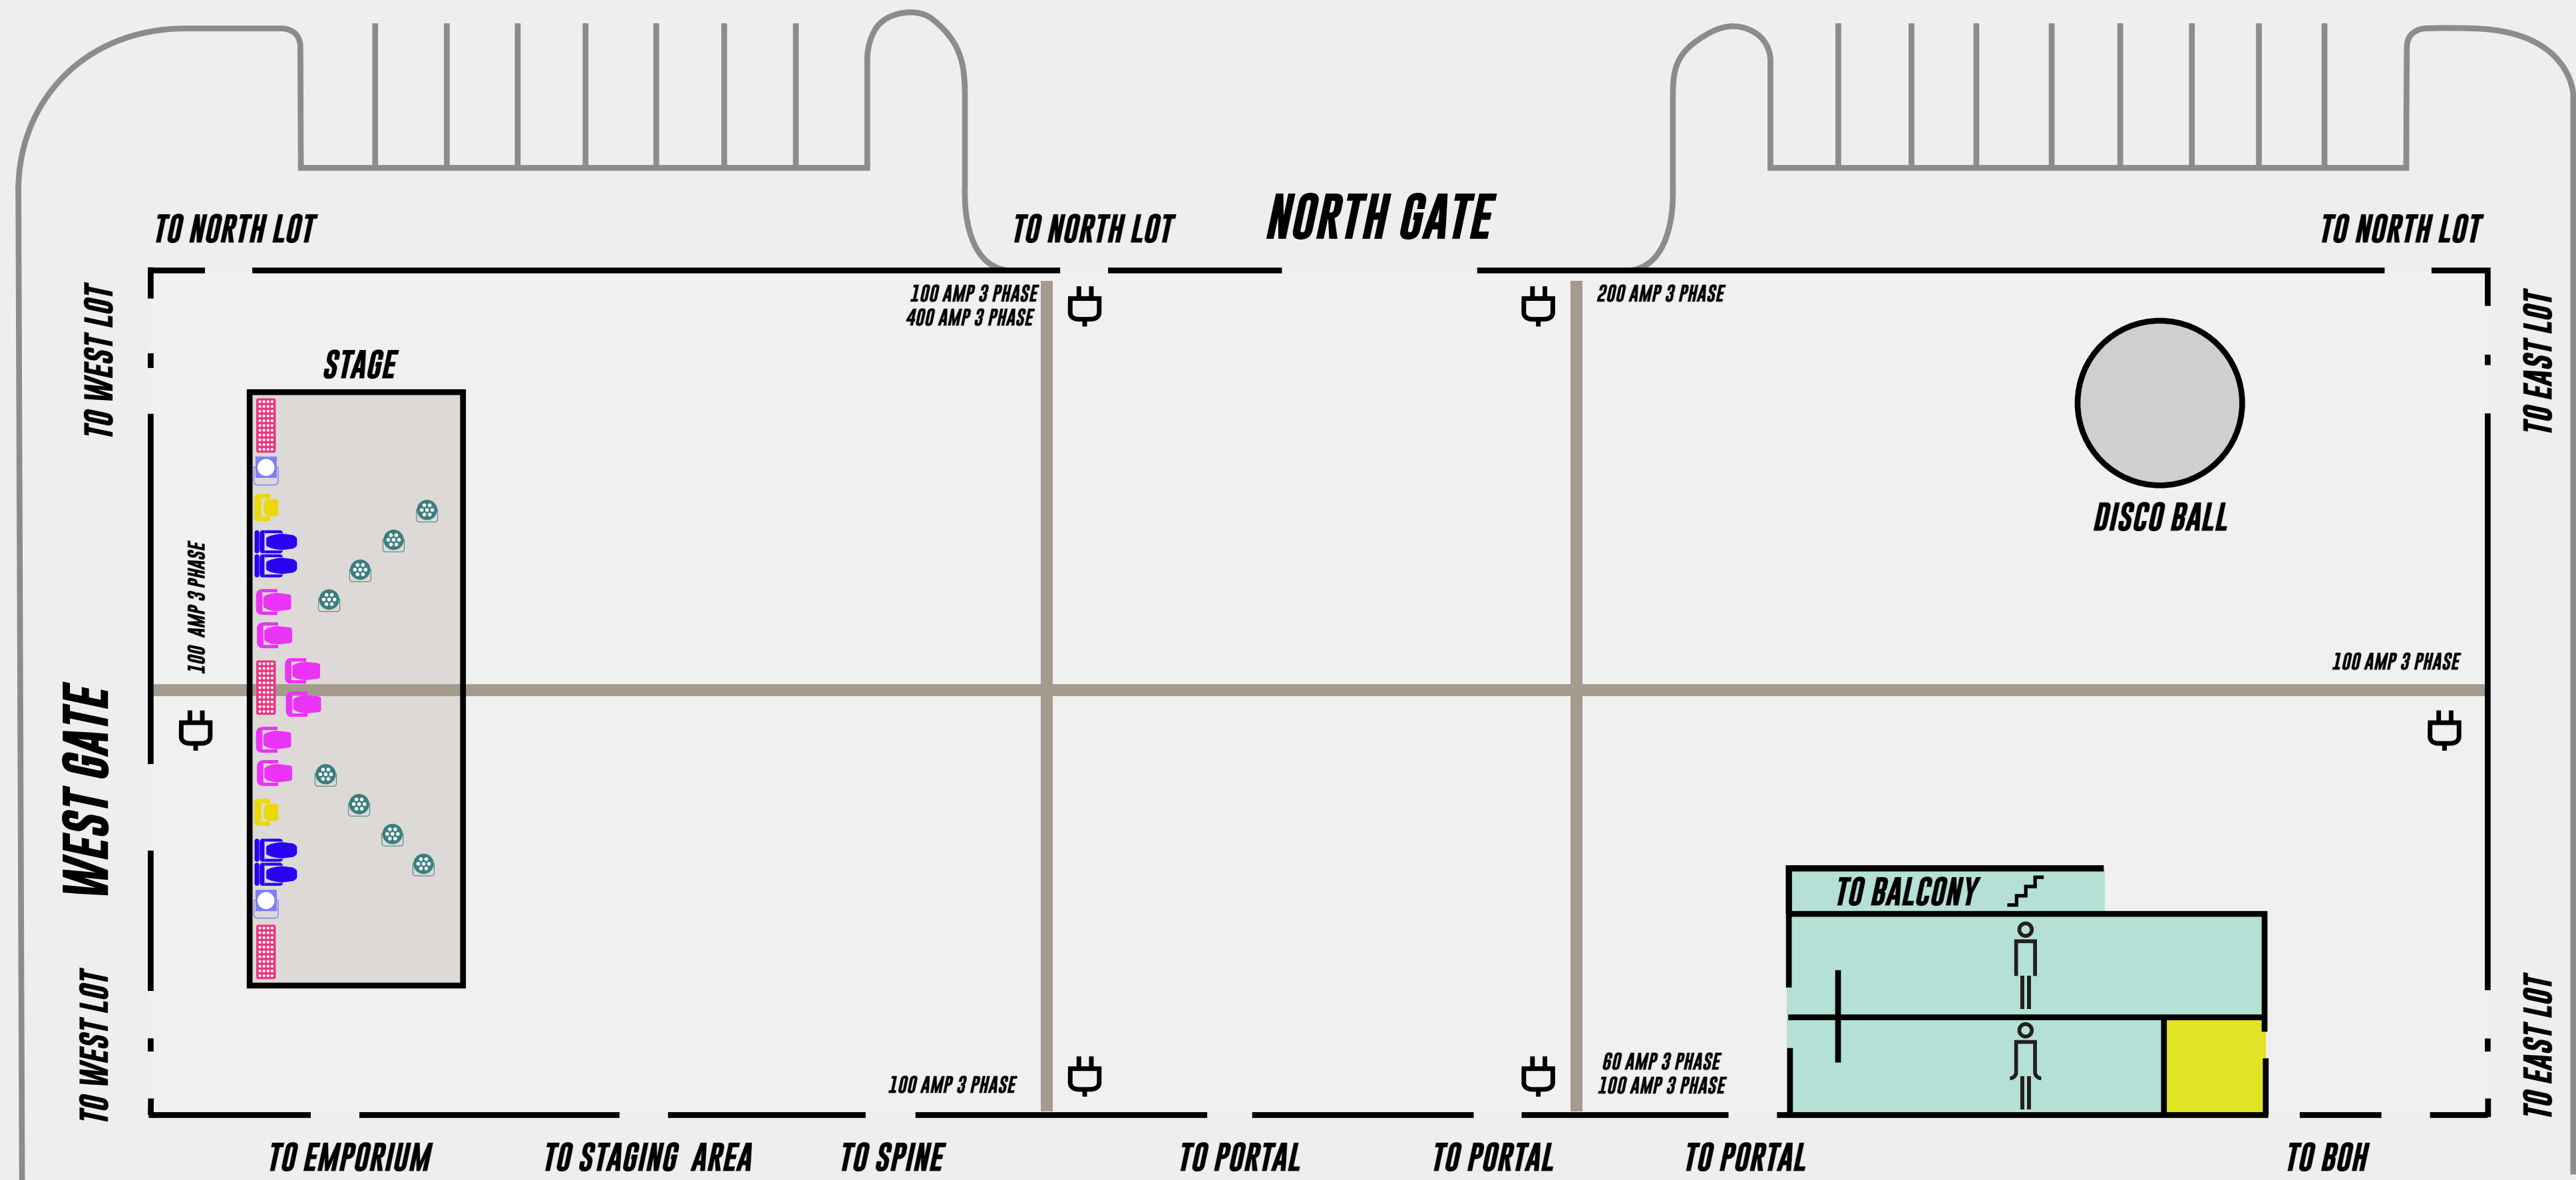 NORTH GATE
TO NORTH LOT
TO NORTH LOT
TO NORTH LOT
TO WEST LOT
100 AMP 3 PHASE
400 AMP 3 PHASE
200 AMP 3 PHASE
TO EAST LOT
STAGE
DISCO BALL
100  AMP 3 PHASE
100 AMP 3 PHASE
WEST GATE
TO BALCONY
TO WEST LOT
100 AMP 3 PHASE
60 AMP 3 PHASE
100 AMP 3 PHASE
TO EAST LOT
TO EMPORIUM
TO STAGING  AREA
TO SPINE
TO PORTAL
TO PORTAL
TO PORTAL
TO BOH